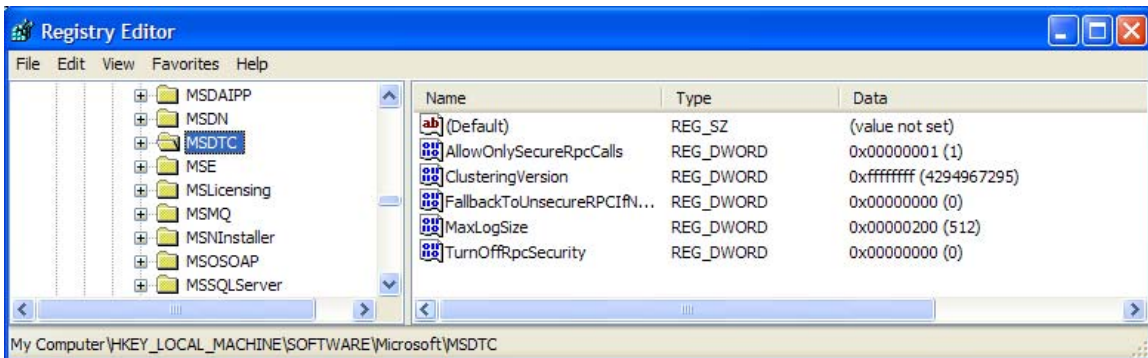 Registry Editor
File Edit View Favorites Help
MSDAIPP
MSDN
MSDTC
MSE
MSLicensing
MSMQ
MSNInstaller
MSOSOAP
MSSQLServer
Name Type Data
(Default) REG_SZ (value not set)
AllowOnlySecureRpcCalls REG_DWORD 0x00000001 (1)
ClusteringVersion REG_DWORD 0xffffffff (4294967295)
FallbackToUnsecureRPCIfN... REG_DWORD 0x00000000 (0)
MaxLogSize REG_DWORD 0x00000200 (512)
TurnOffRpcSecurity REG_DWORD 0x00000000 (0)
My Computer\HKEY_LOCAL_MACHINE\SOFTWARE\Microsoft\MSDTC